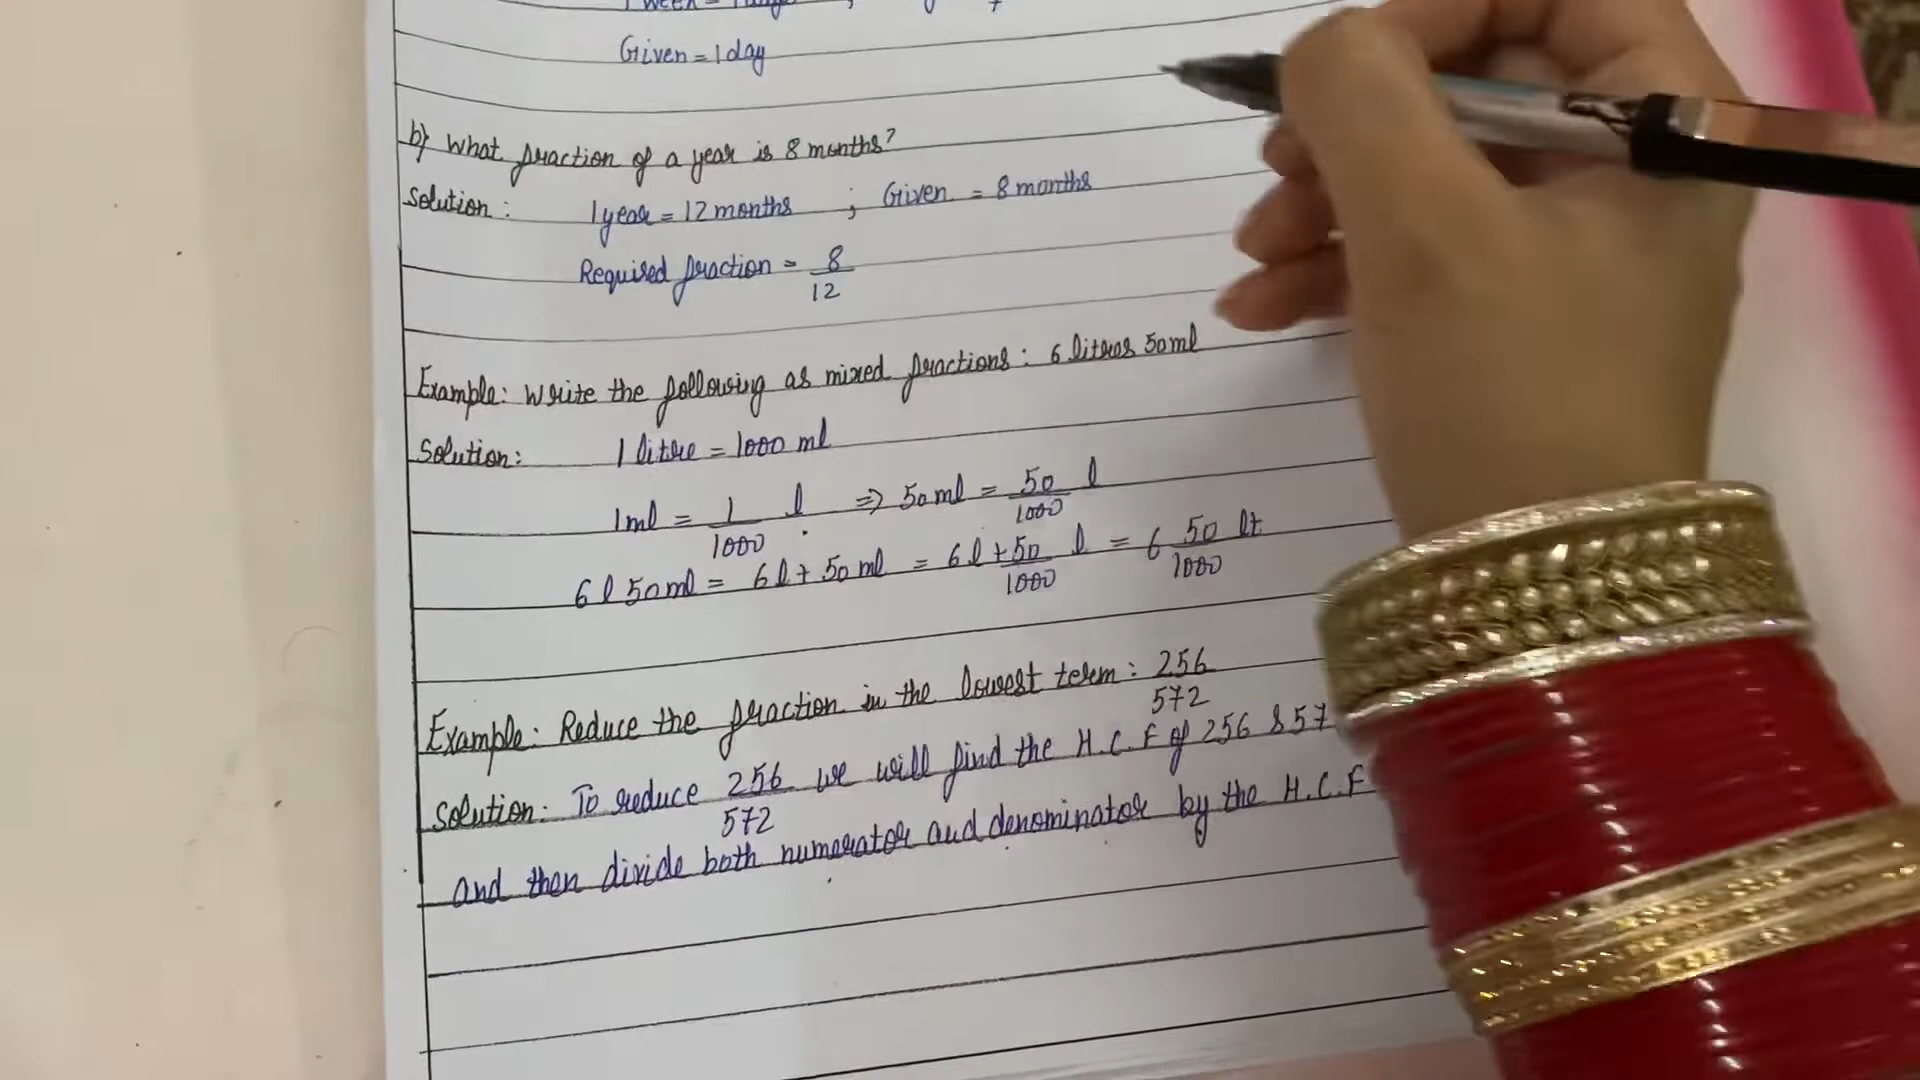 1 week =
Given = 1 day
b) What fraction of a year is 8 months?
Solution: 1 year = 12 months ; Given = 8 months
Required fraction = 8/12
Example: Write the following as mixed fractions: 6 litres 50 ml
Solution: 1 litre = 1000 ml
1ml = 1/1000 l => 50 ml = 50/1000 l
6 l 50 ml = 6 l + 50 ml = 6 l + 50/1000 l = 6 50/1000 lt
Example: Reduce the fraction in the lowest term: 256/572
Solution: To reduce 256/572 we will find the H.C.F of 256 & 57
and then divide both numerator and denominator by the H.C.F